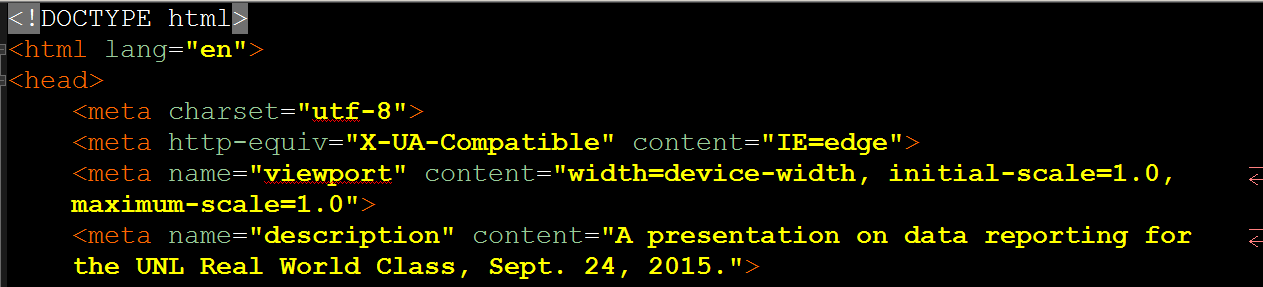 <!DOCTYPE html>
<html lang="en">
<head>
<meta charset="utf-8">
<meta http-equiv="X-UA-Compatible" content="IE=edge">
<meta name="viewport" content="width=device-width, initial-scale=1.0,
maximum-scale=1.0">
<meta name="description" content="A presentation on data reporting for
the UNL Real World Class, Sept. 24, 2015.">